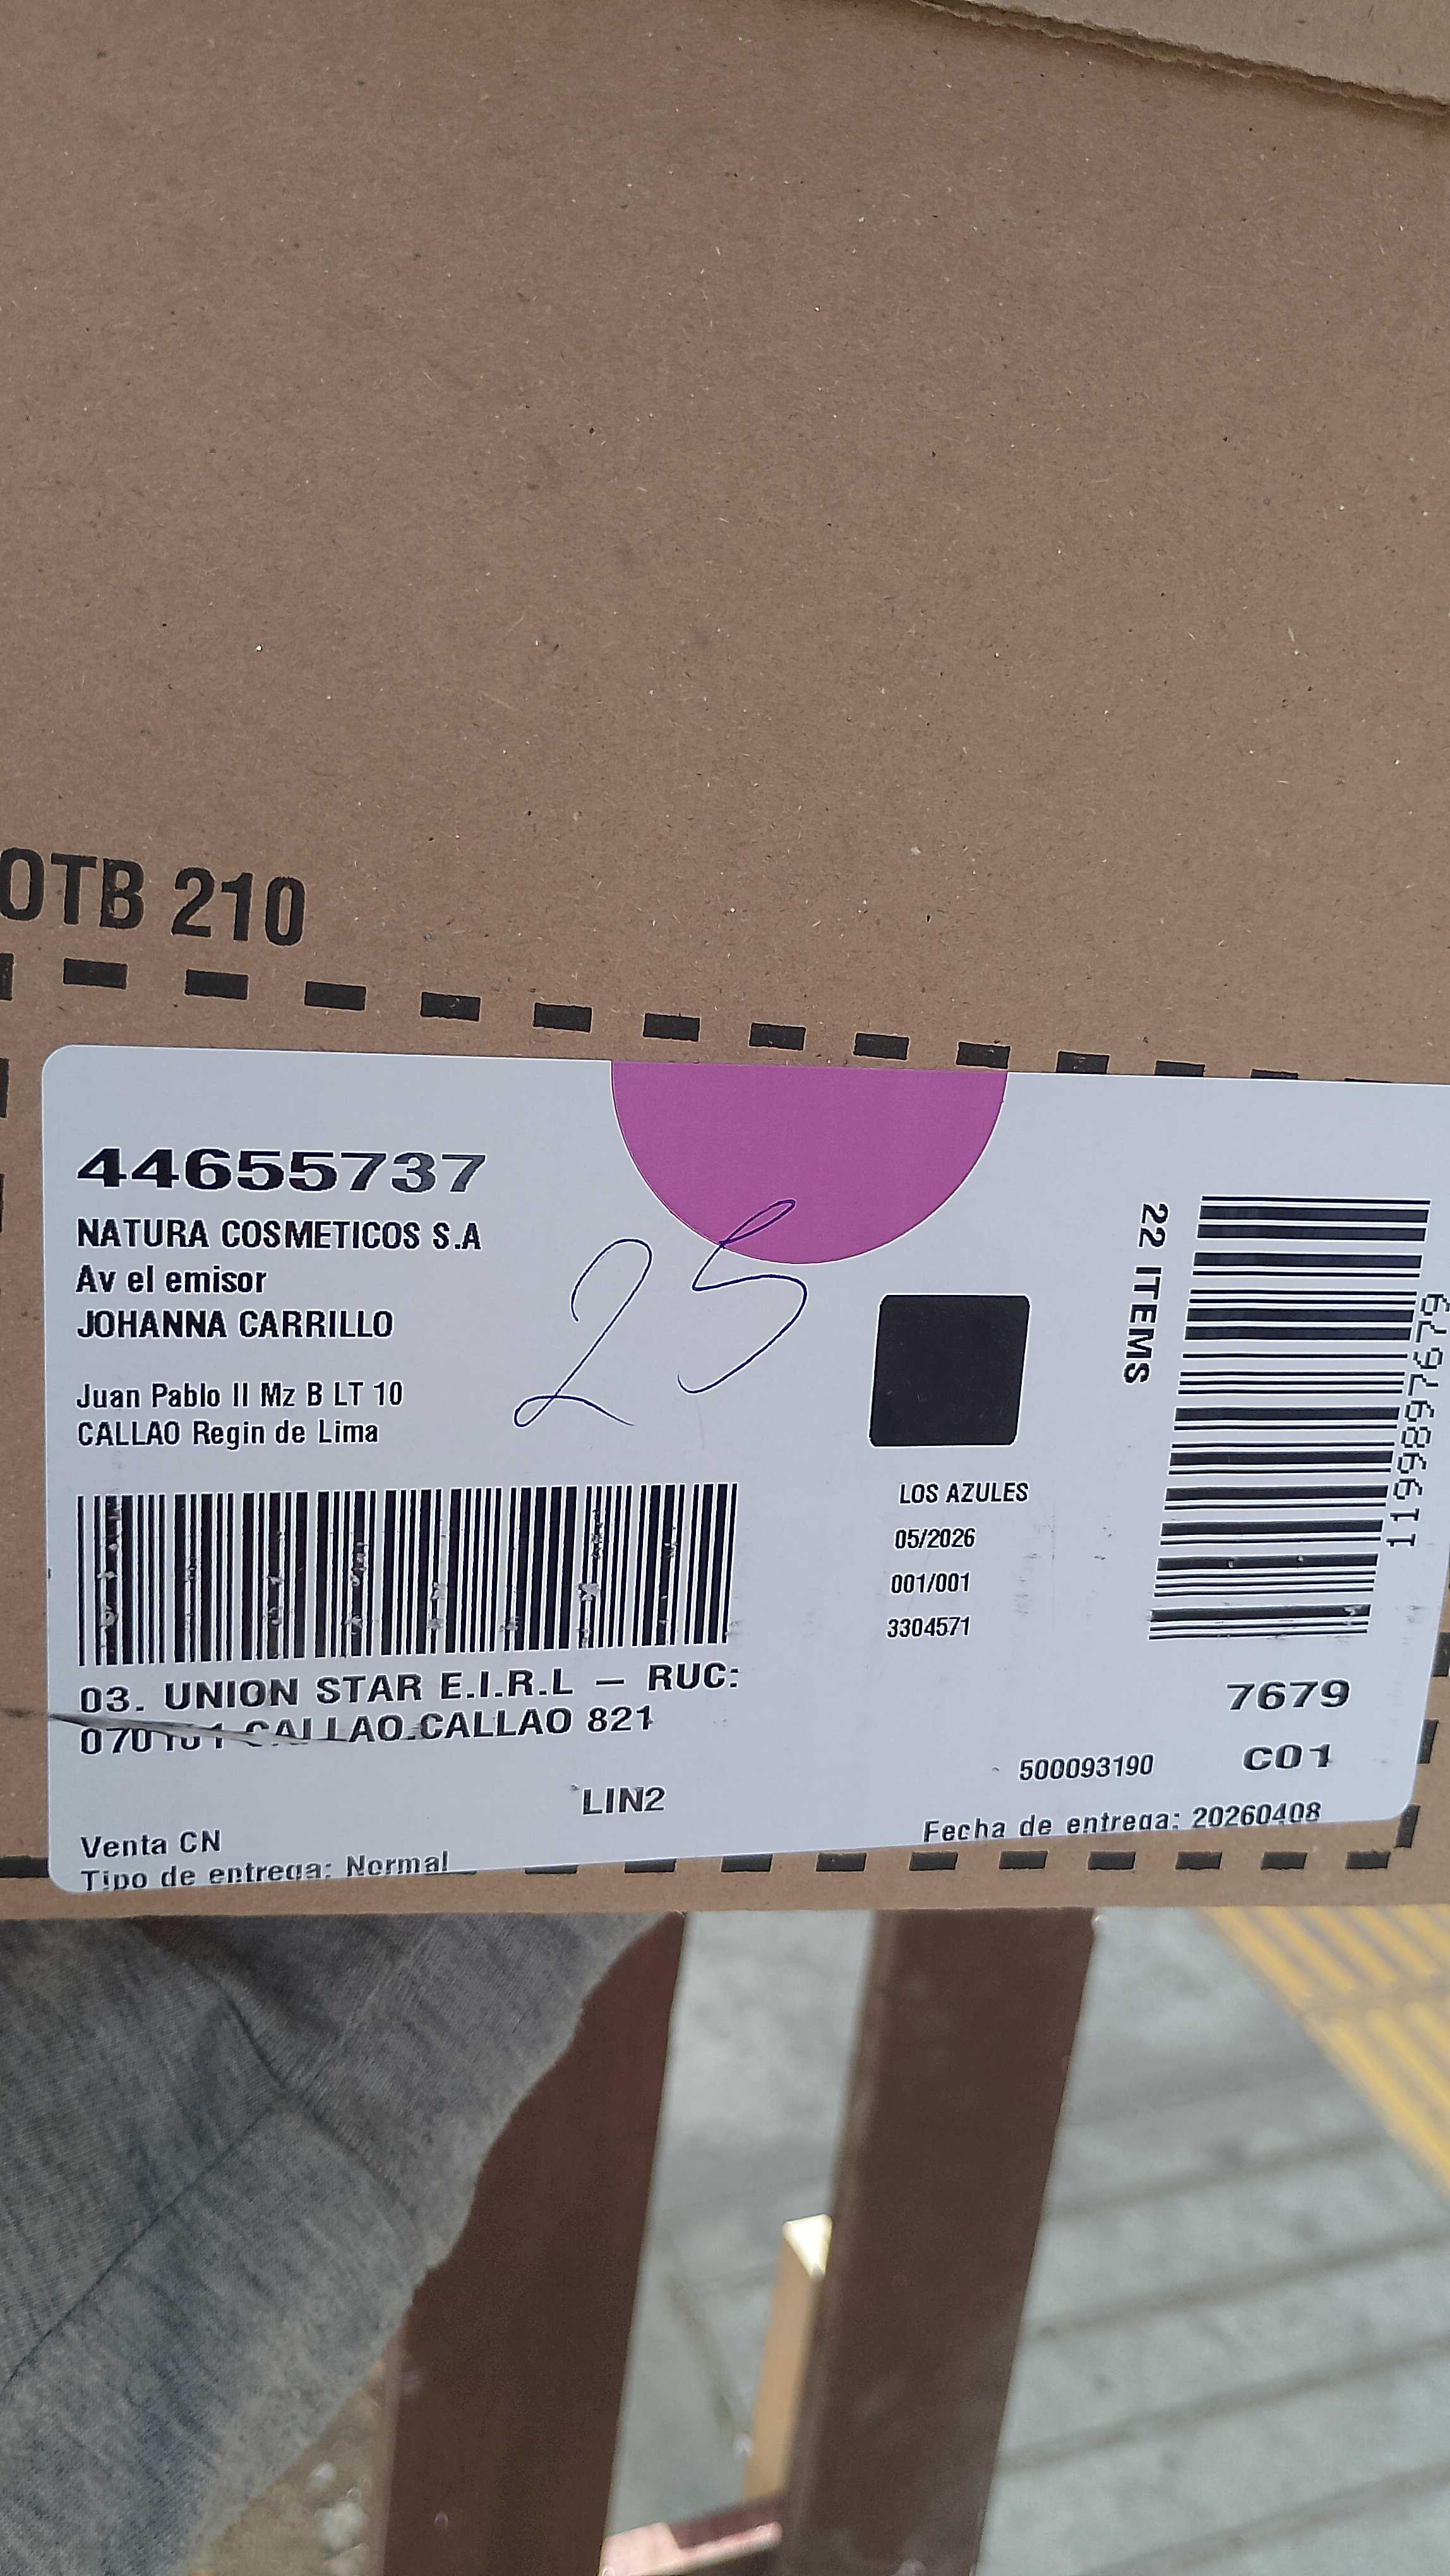 OTB 210
44655737
NATURA COSMETICOS S.A
Av el emisor
JOHANNA CARRILLO
25
Juan Pablo II Mz B LT 10
CALLAO Regin de Lima
22 ITEMS
LOS AZULES
05/2026
001/001
3304571
03. UNION STAR E.I.R.L – RUC:
CALLAO.CALLAO 821
7679
C01
500093190
LIN2
Fecha de entrega: 20260408
Venta CN
Tipo de entrega: Normal